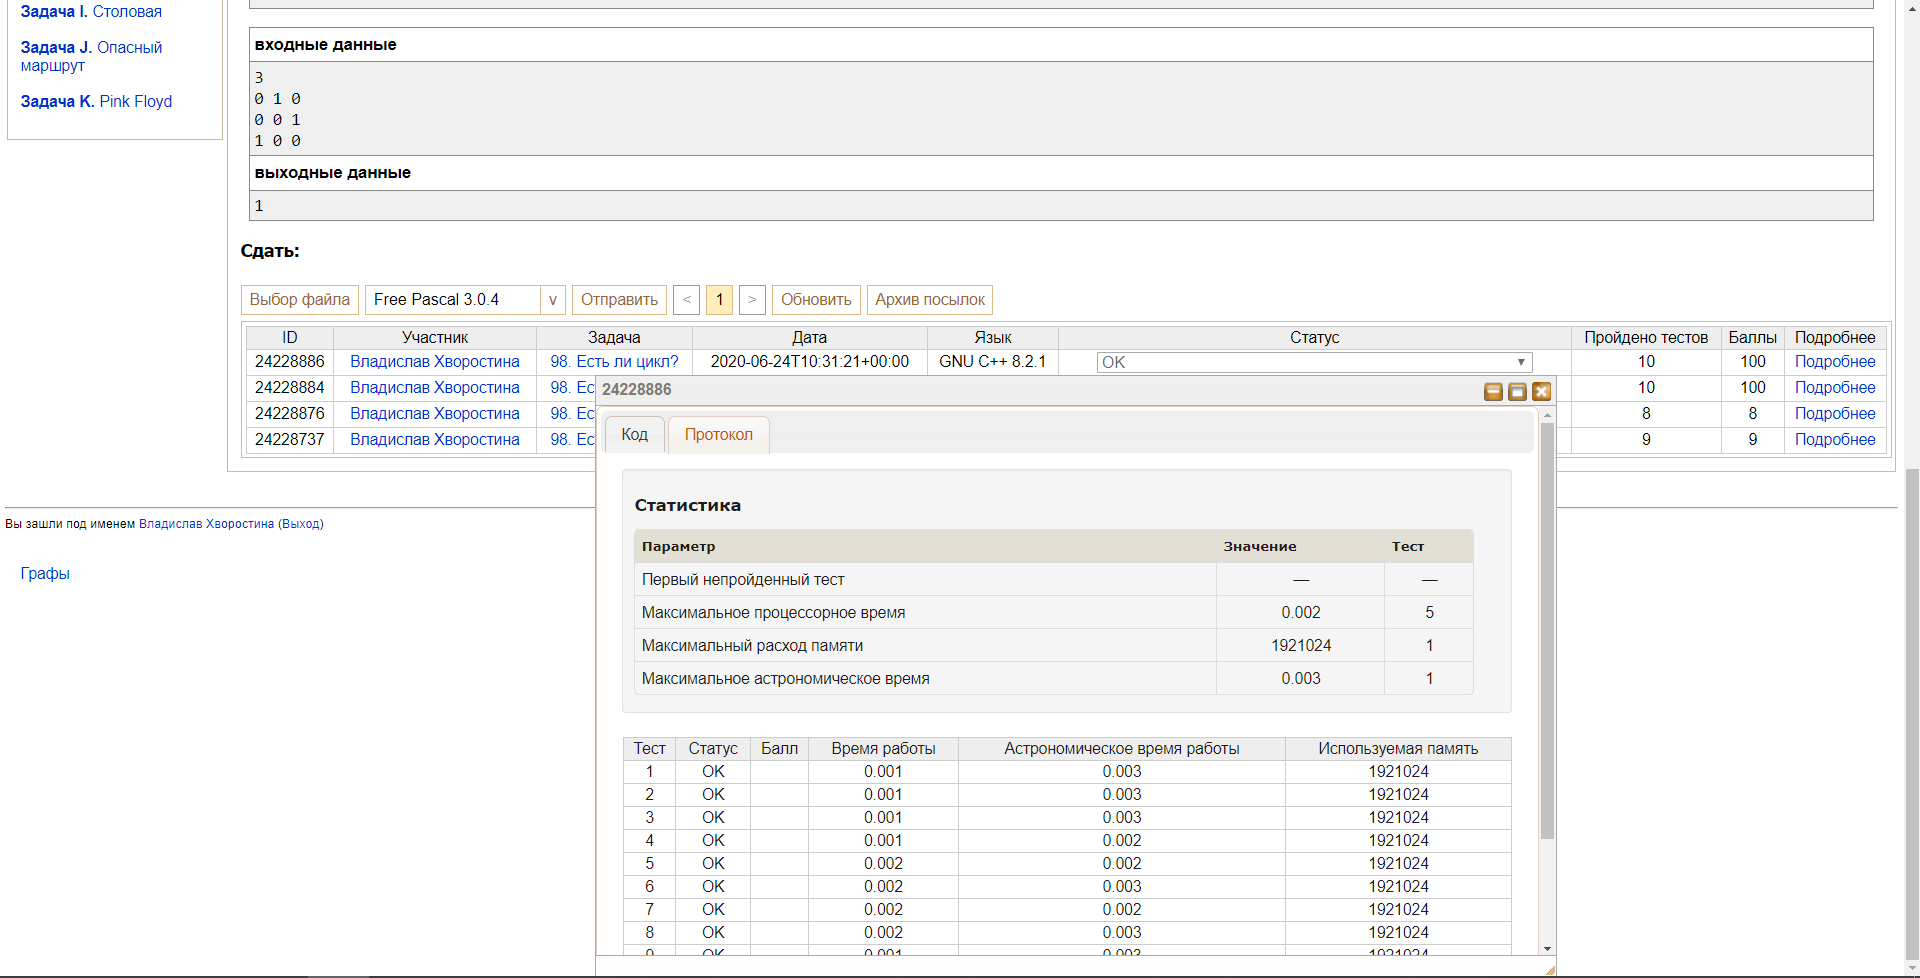 Задача I. Столовая
Задача J. Опасный
маршрут
Задача K. Pink Floyd
входные данные
3
0 1 0
0 0 1
1 0 0
выходные данные
1
Сдать:
Выбор файла Free Pascal 3.0.4 v Отправить < 1 > Обновить Архив посылок
ID Участник Задача Дата Язык Статус Пройдено тестов Баллы Подробнее
24228886 Владислав Хворостина 98. Есть ли цикл? 2020-06-24T10:31:21+00:00 GNU C++ 8.2.1 OK 10 100 Подробнее
24228884 Владислав Хворостина 98. Ес 10 100 Подробнее
24228876 Владислав Хворостина 98. Ес 8 8 Подробнее
24228737 Владислав Хворостина 98. Ес 9 9 Подробнее
24228886
Код Протокол
Статистика
Параметр Значение Тест
Первый непройденный тест — —
Максимальное процессорное время 0.002 5
Максимальный расход памяти 1921024 1
Максимальное астрономическое время 0.003 1
Тест Статус Балл Время работы Астрономическое время работы Используемая память
1 OK 0.001 0.003 1921024
2 OK 0.001 0.003 1921024
3 OK 0.001 0.003 1921024
4 OK 0.001 0.002 1921024
5 OK 0.002 0.002 1921024
6 OK 0.002 0.003 1921024
7 OK 0.002 0.002 1921024
8 OK 0.002 0.003 1921024
9 OK 0.001 0.003 1921024
Вы зашли под именем Владислав Хворостина (Выход)
Графы